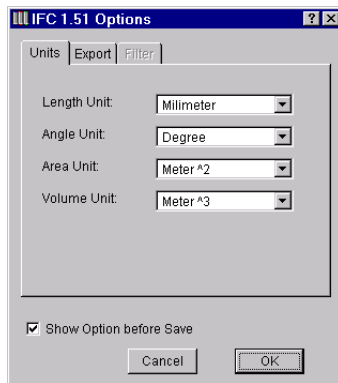 IFC 1.51 Options
Units Export Filter
Length Unit: Milimeter
Angle Unit: Degree
Area Unit: Meter ^2
Volume Unit: Meter ^3
Show Option before Save
Cancel OK